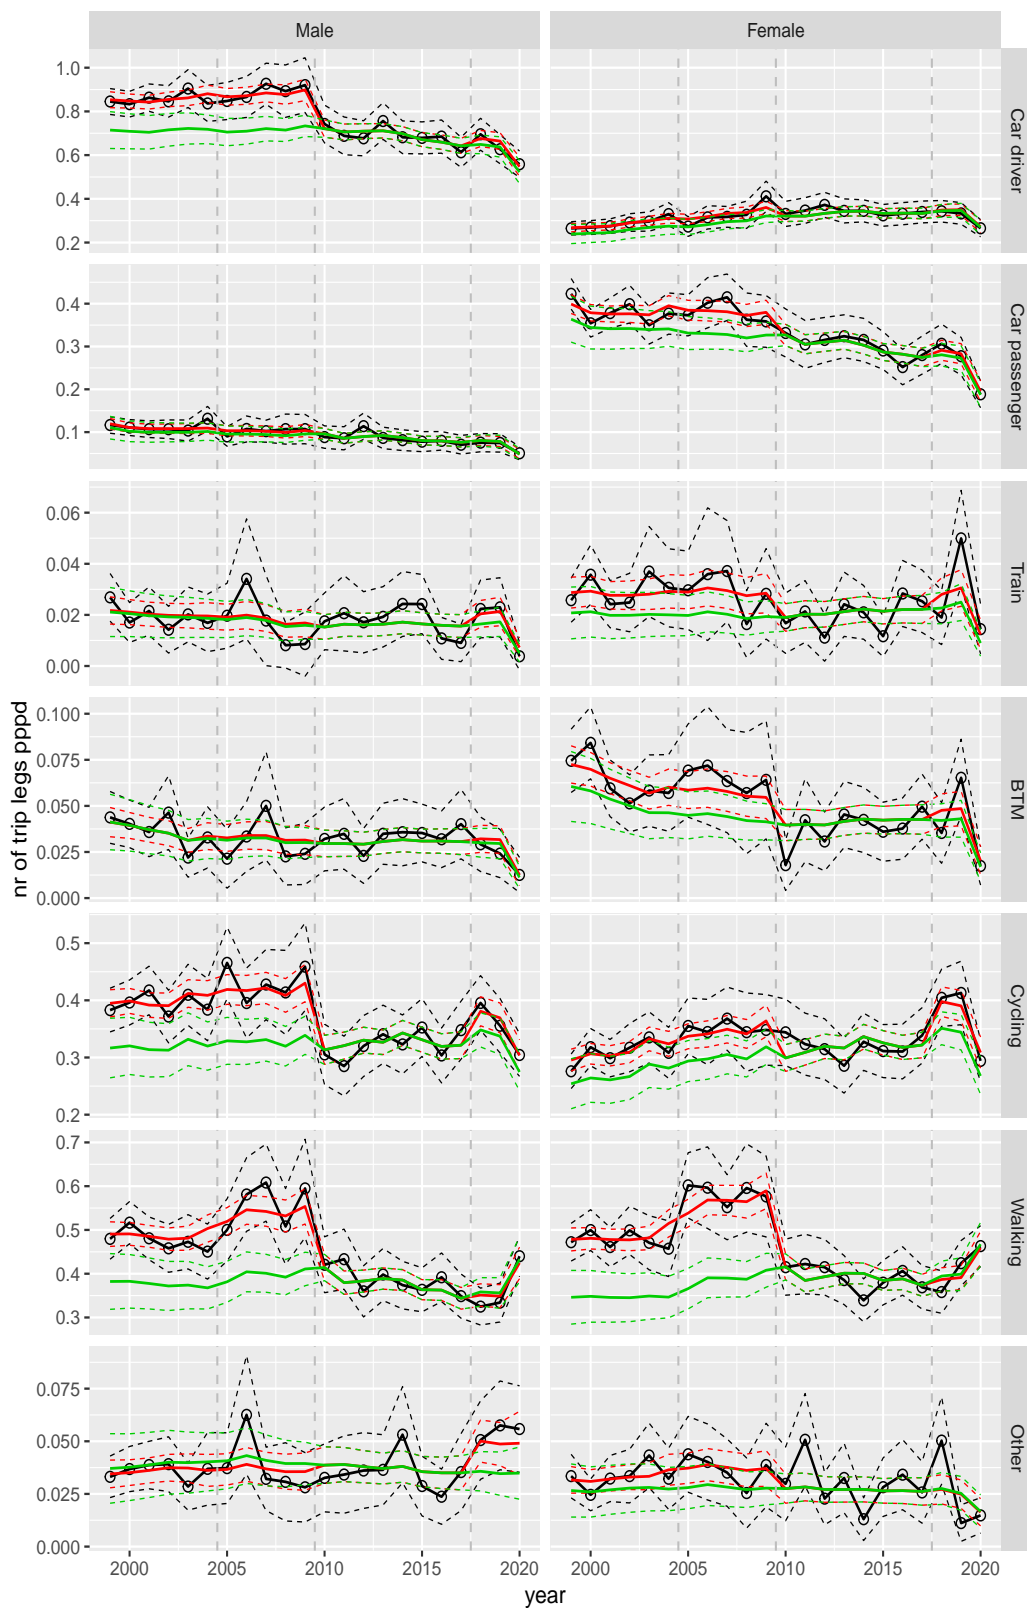 Male Female
1.0
0.8
0.6
0.4
0.2
Car driver
0.4
0.3
0.2
0.1
Car passenger
0.06
0.04
0.02
0.00
Train
0.100
0.075
0.050
0.025
0.000
BTM
nr of trip legs pppd
0.5
0.4
0.3
0.2
Cycling
0.7
0.6
0.5
0.4
0.3
Walking
0.075
0.050
0.025
0.000
Other
2000 2005 2010 2015 2020 2000 2005 2010 2015 2020
year